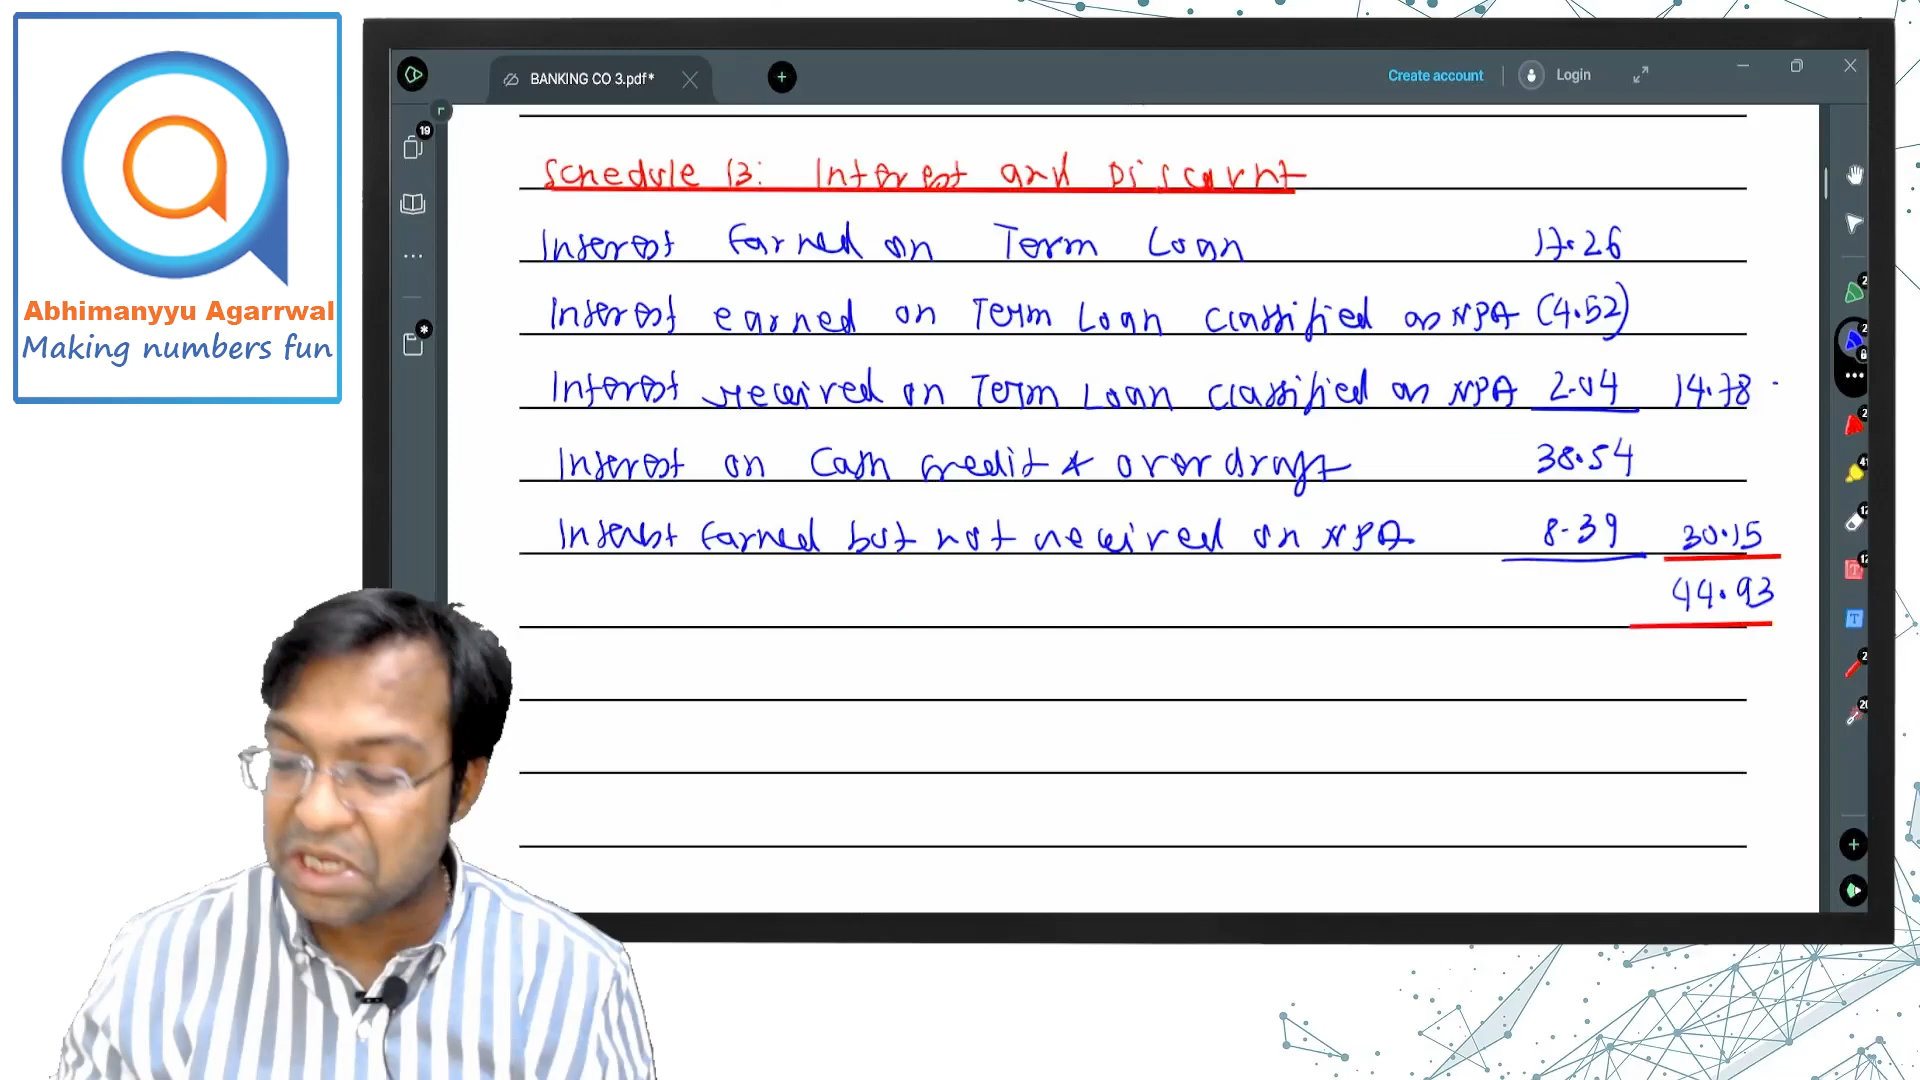 BANKING CO 3.pdf*
Create account
Login
19
Schedule 13: Interest and Discount
Interest Earned on Term Loan 17.26
Interest earned on Term Loan classified as NPA (4.52)
Interest received on Term Loan classified as NPA 2.04 14.78
Interest on Cash credit & overdraft 38.54
Interest Earned but not received on NPA 8.39 30.15
44.93
Abhimanyyu Agarrwal
Making numbers fun